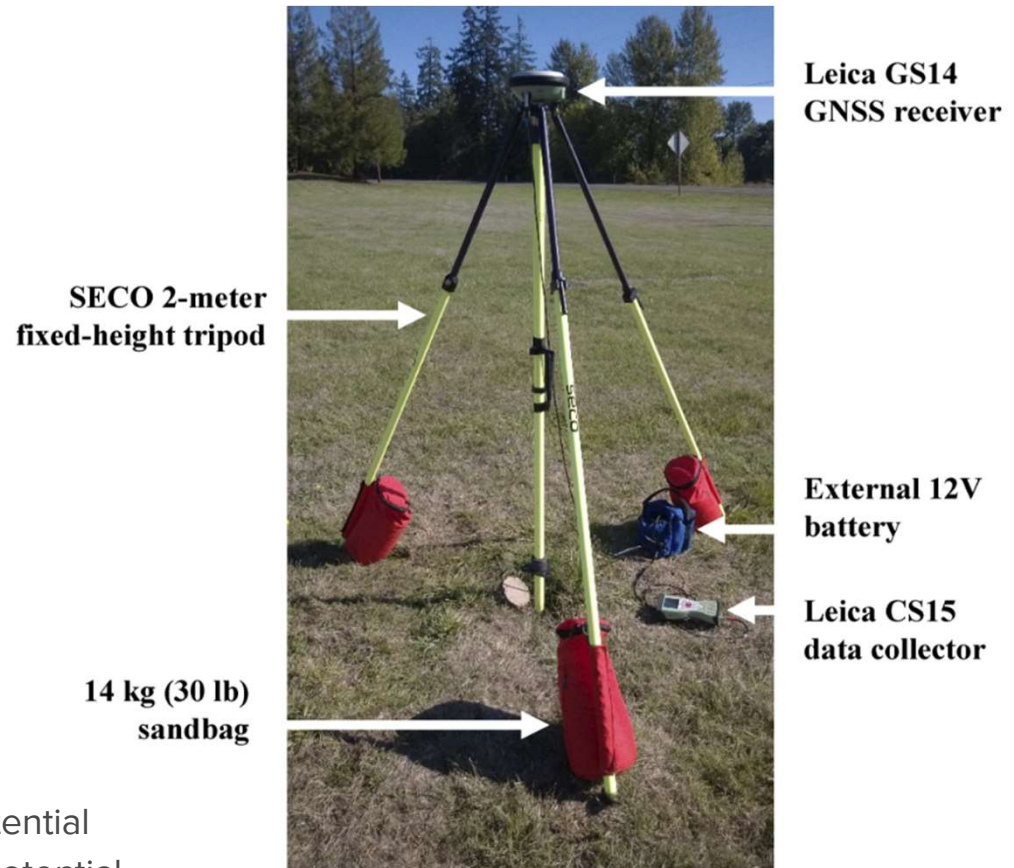 Leica GS14
GNSS receiver
SECO 2-meter
fixed-height tripod
SECO
External 12V
battery
Leica CS15
data collector
14 kg (30 lb)
sandbag
ential